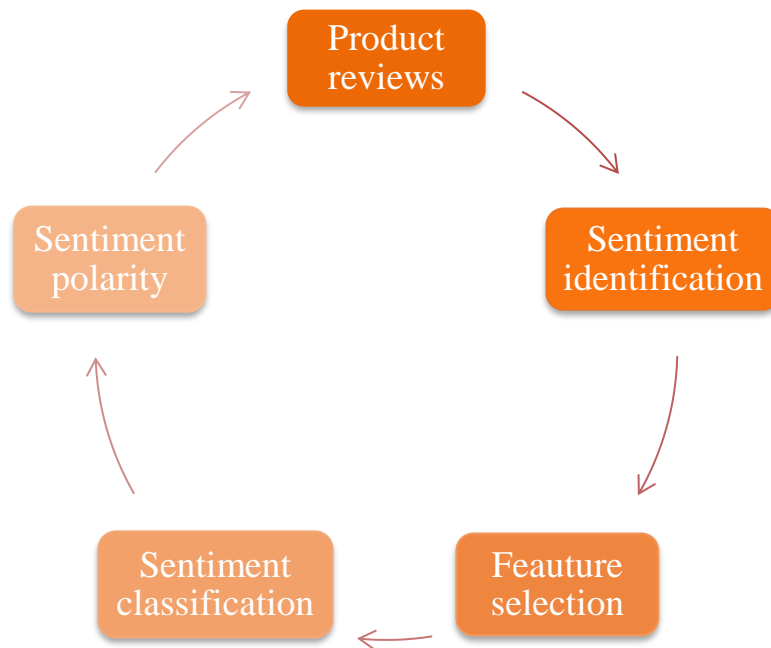 Product
reviews
Sentiment
identification
Feauture
selection
Sentiment
classification
Sentiment
polarity